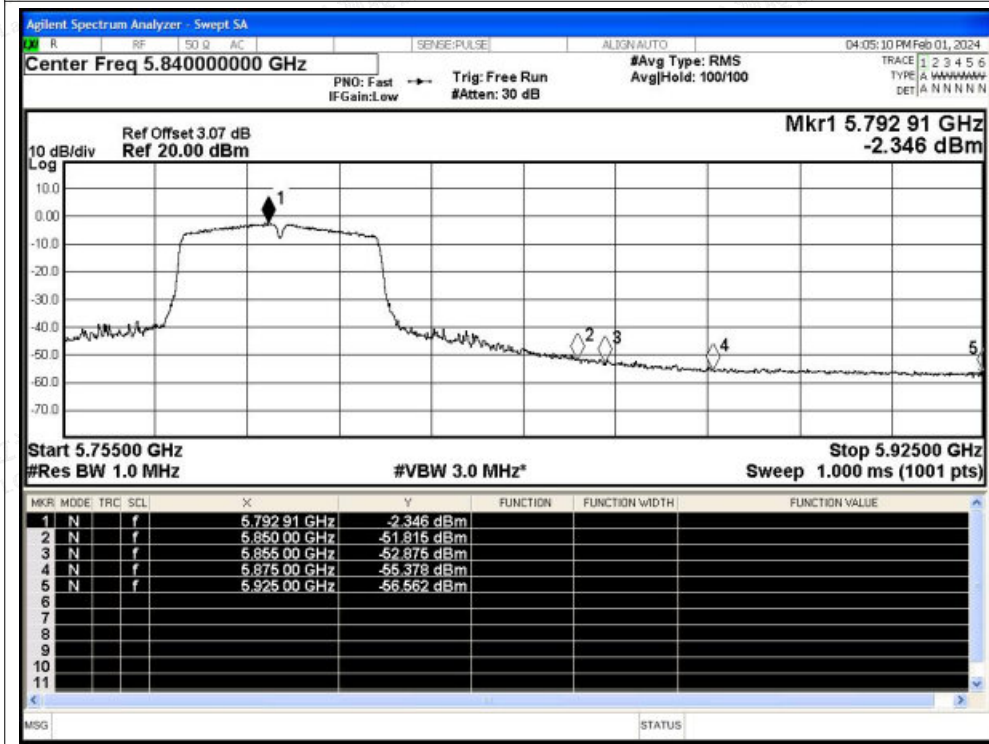 Agilent Spectrum Analyzer - Swept SA
R RF 50 Ω AC SENSE:PULSE ALIGN AUTO 04:05:10 PM Feb 01, 2024
Center Freq 5.840000000 GHz #Avg Type: RMS TRACE 1 2 3 4 5 6
PNO: Fast Trig: Free Run Avg|Hold: 100/100 TYPE A
IFGain:Low #Atten: 30 dB DET A N N N N N
Ref Offset 3.07 dB Mkr1 5.792 91 GHz
10 dB/div Ref 20.00 dBm -2.346 dBm
Log
10.0
1
0.00
-10.0
-20.0
-30.0
-40.0
2 3 4 5
-50.0
-60.0
-70.0
Start 5.75500 GHz Stop 5.92500 GHz
#Res BW 1.0 MHz #VBW 3.0 MHz* Sweep 1.000 ms (1001 pts)
MKR MODE TRC SCL X Y FUNCTION FUNCTION WIDTH FUNCTION VALUE
1 N f 5.792 91 GHz -2.346 dBm
2 N f 5.850 00 GHz -51.815 dBm
3 N f 5.855 00 GHz -52.875 dBm
4 N f 5.875 00 GHz -55.378 dBm
5 N f 5.925 00 GHz -56.562 dBm
6
7
8
9
10
11
MSG STATUS